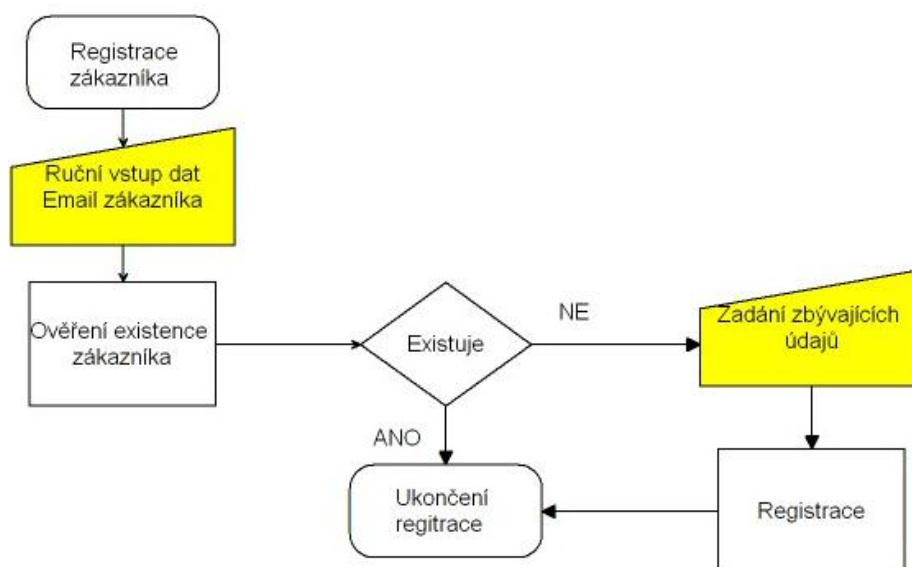 Registrace
zákazníka
Ruční vstup dat
Email zákazníka
Ověření existence
zákazníka
Existuje
NE
Zadání zbývajících
údajů
ANO
Ukončení
regitrace
Registrace